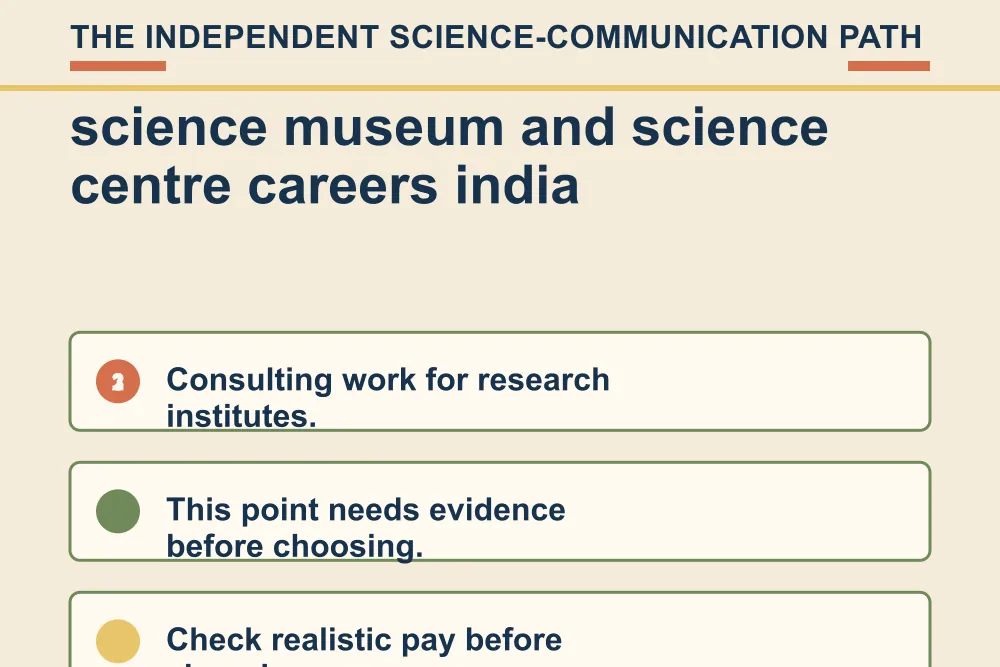 THE INDEPENDENT SCIENCE-COMMUNICATION PATH
science museum and science
centre careers india
Consulting work for research
institutes.
This point needs evidence
before choosing.
Check realistic pay before